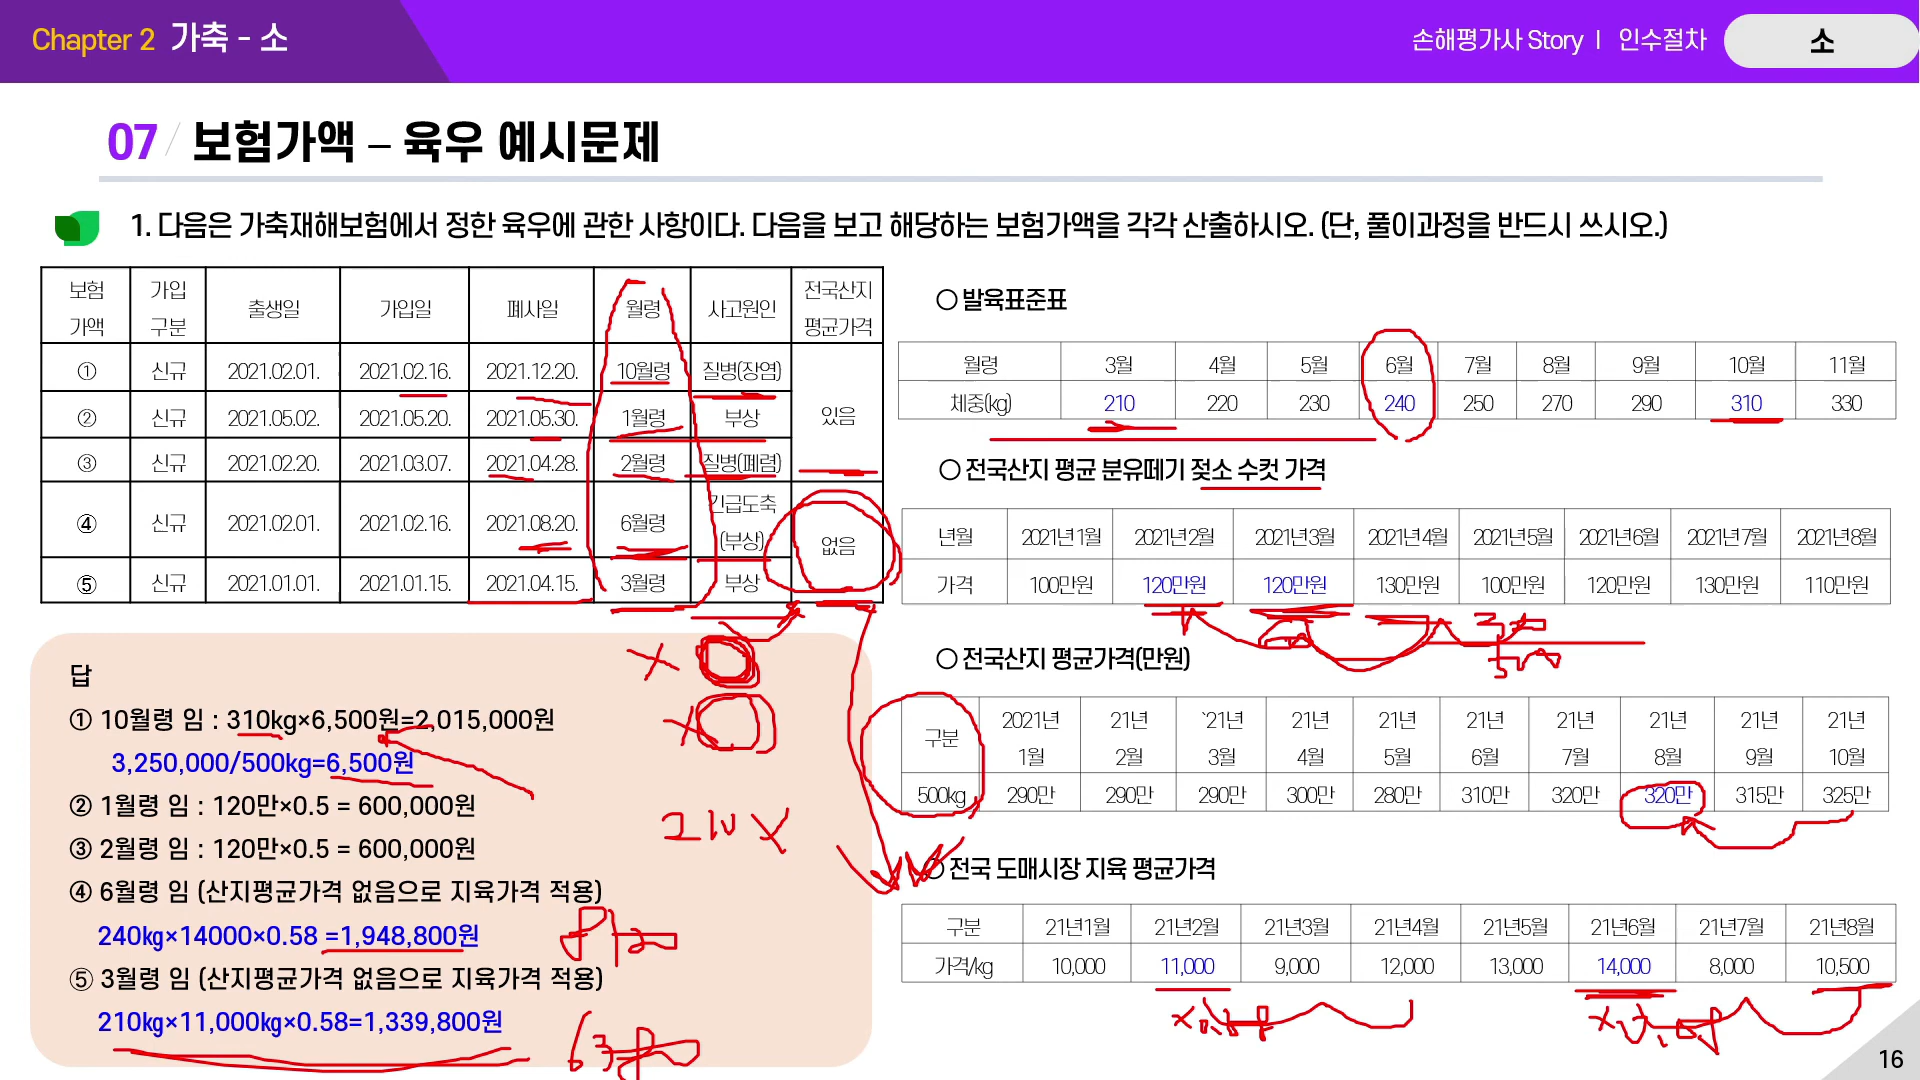 Chapter 2 가축 - 소
손해평가사 Story ㅣ 인수절차
소
07 / 보험가액 – 육우 예시문제
1. 다음은 가축재해보험에서 정한 육우에 관한 사항이다. 다음을 보고 해당하는 보험가액을 각각 산출하시오. (단, 풀이과정을 반드시 쓰시오.)
보험가액 가입구분 출생일 가입일 폐사일 월령 사고원인 전국산지평균가격
① 신규 2021.02.01. 2021.02.16. 2021.12.20. 10월령 질병(장염) 있음
② 신규 2021.05.02. 2021.05.20. 2021.05.30. 1월령 부상
③ 신규 2021.02.20. 2021.03.07. 2021.04.28. 2월령 질병(폐렴)
④ 신규 2021.02.01. 2021.02.16. 2021.08.20. 6월령 긴급도축(부상) 없음
⑤ 신규 2021.01.01. 2021.01.15. 2021.04.15. 3월령 부상
답
① 10월령 임 : 310kg×6,500원=2,015,000원
3,250,000/500kg=6,500원
② 1월령 임 : 120만×0.5 = 600,000원
③ 2월령 임 : 120만×0.5 = 600,000원
④ 6월령 임 (산지평균가격 없음으로 지육가격 적용)
240㎏×14000×0.58 =1,948,800원
⑤ 3월령 임 (산지평균가격 없음으로 지육가격 적용)
210㎏×11,000㎏×0.58=1,339,800원
○ 발육표준표
월령 3월 4월 5월 6월 7월 8월 9월 10월 11월
체중(kg) 210 220 230 240 250 270 290 310 330
○ 전국산지 평균 분유떼기 젖소 수컷 가격
년월 2021년 1월 2021년 2월 2021년 3월 2021년 4월 2021년 5월 2021년 6월 2021년 7월 2021년 8월
가격 100만원 120만원 120만원 130만원 100만원 120만원 130만원 110만원
○ 전국산지 평균가격(만원)
구분 2021년 1월 21년 2월 `21년 3월 21년 4월 21년 5월 21년 6월 21년 7월 21년 8월 21년 9월 21년 10월
500kg 290만 290만 290만 300만 280만 310만 320만 320만 315만 325만
○ 전국 도매시장 지육 평균가격
구분 21년1월 21년2월 21년3월 21년4월 21년5월 21년6월 21년7월 21년8월
가격/kg 10,000 11,000 9,000 12,000 13,000 14,000 8,000 10,500
16